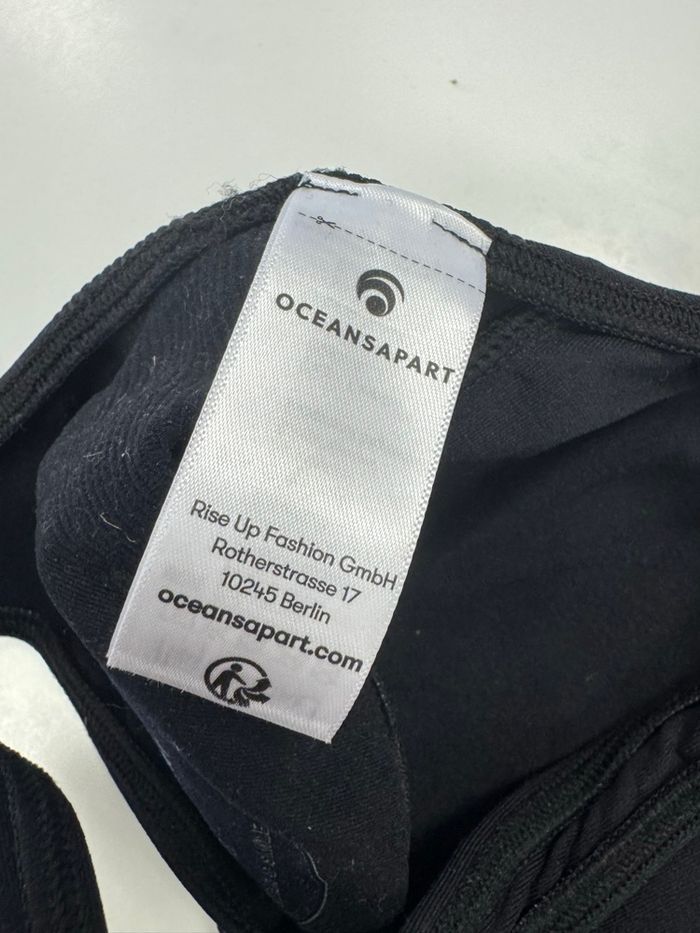 OCEANSAPART
Rise Up Fashion GmbH
Rotherstrasse 17
10245 Berlin
oceansapart.com